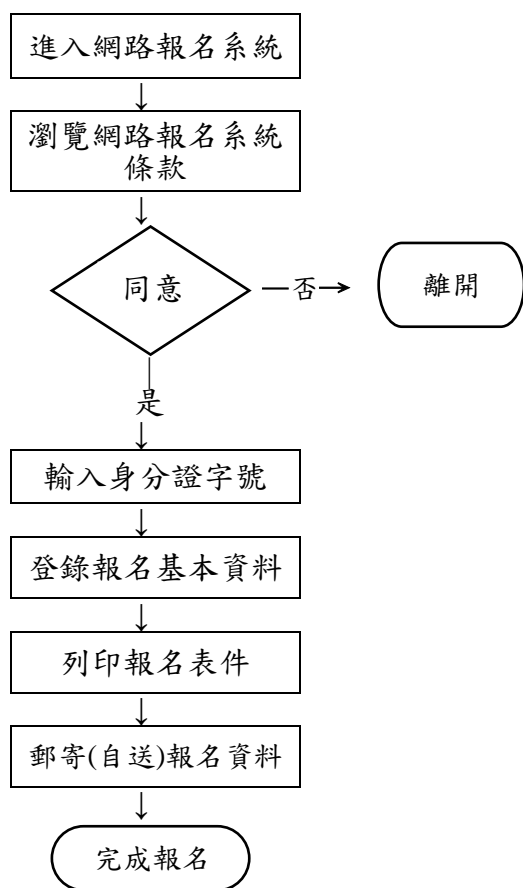 進入網路報名系統
瀏覽網路報名系統
條款
同意
否
離開
是
輸入身分證字號
登錄報名基本資料
列印報名表件
郵寄(自送)報名資料
完成報名